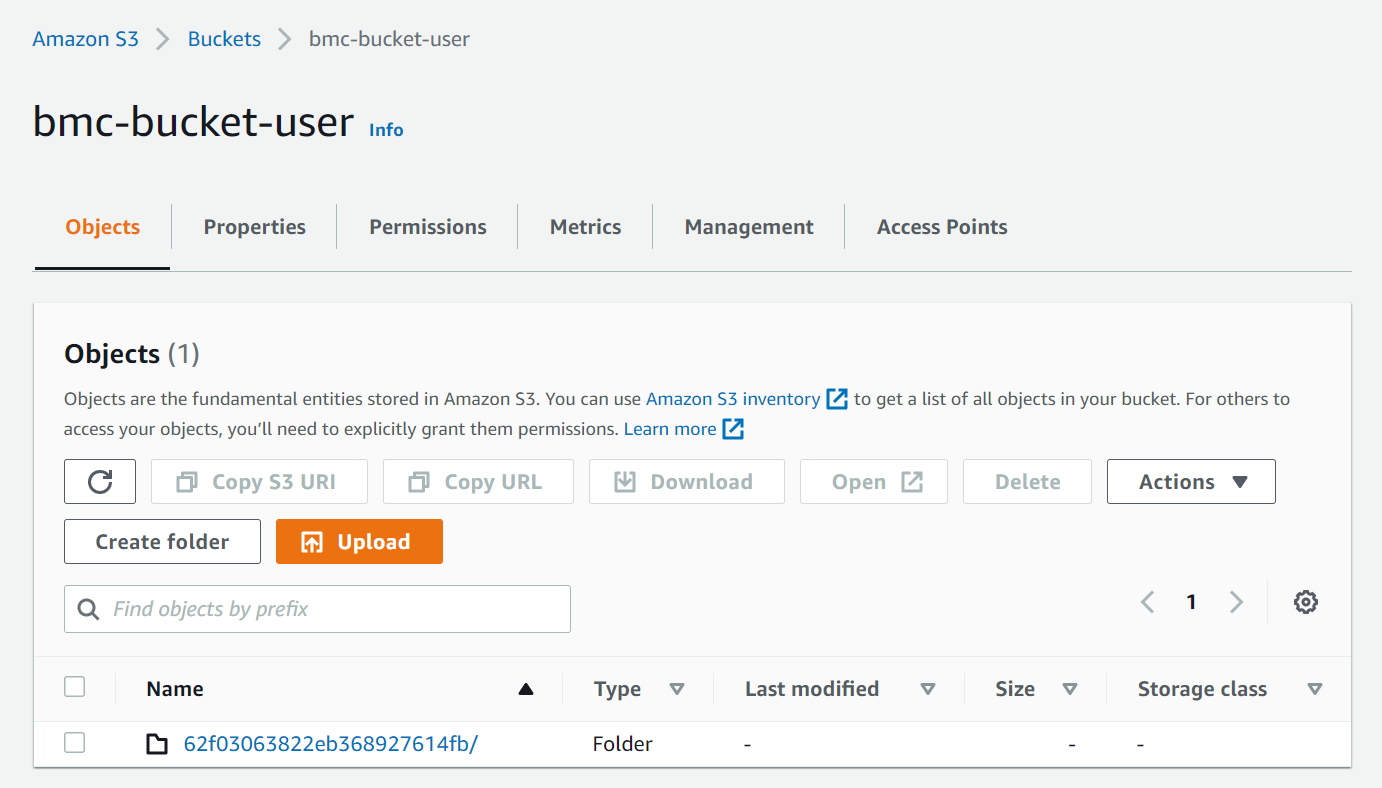 Amazon S3 Buckets bmc-bucket-user
bmc-bucket-user Info
Objects Properties Permissions Metrics Management Access Points
Objects (1)
Objects are the fundamental entities stored in Amazon S3. You can use Amazon S3 inventory to get a list of all objects in your bucket. For others to
access your objects, you’ll need to explicitly grant them permissions. Learn more
Copy S3 URI Copy URL Download Open Delete Actions
Create folder Upload
Find objects by prefix 1
Name Type Last modified Size Storage class
62f03063822eb368927614fb/ Folder - - -